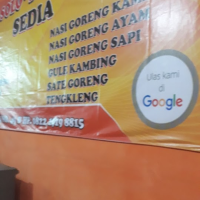 SEDIA
NASI GORENG KAM
NASI GORENG AYAM
NASI GORENG SAPI
GULE KAMBING
SATE GORENG
TENGKLENG
Ulas kami
di
Google